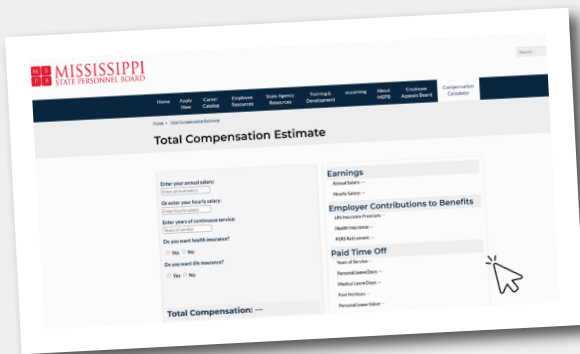 M S
P B
MISSISSIPPI
STATE PERSONNEL BOARD
Search
Home Apply Now Career Catalog Employee Resources State Agency Resources Training & Development eLearning About MSPB Employee Appeals Board Compensation Calculator
Home > Total Compensation Estimate
Total Compensation Estimate
Enter your annual salary:
Enter annual salary
Or enter your hourly salary:
Enter hourly salary
Enter years of continuous service:
Years of service
Do you want health insurance?
Yes No
Do you want life insurance?
Yes No
Total Compensation: —
Earnings
Annual Salary: --
Hourly Salary: --
Employer Contributions to Benefits
Life Insurance Premium: --
Health Insurance: --
PERS Retirement: --
Paid Time Off
Years of Service: --
Personal Leave Days: --
Medical Leave Days: --
Paid Holidays: --
Personal Leave Value: --